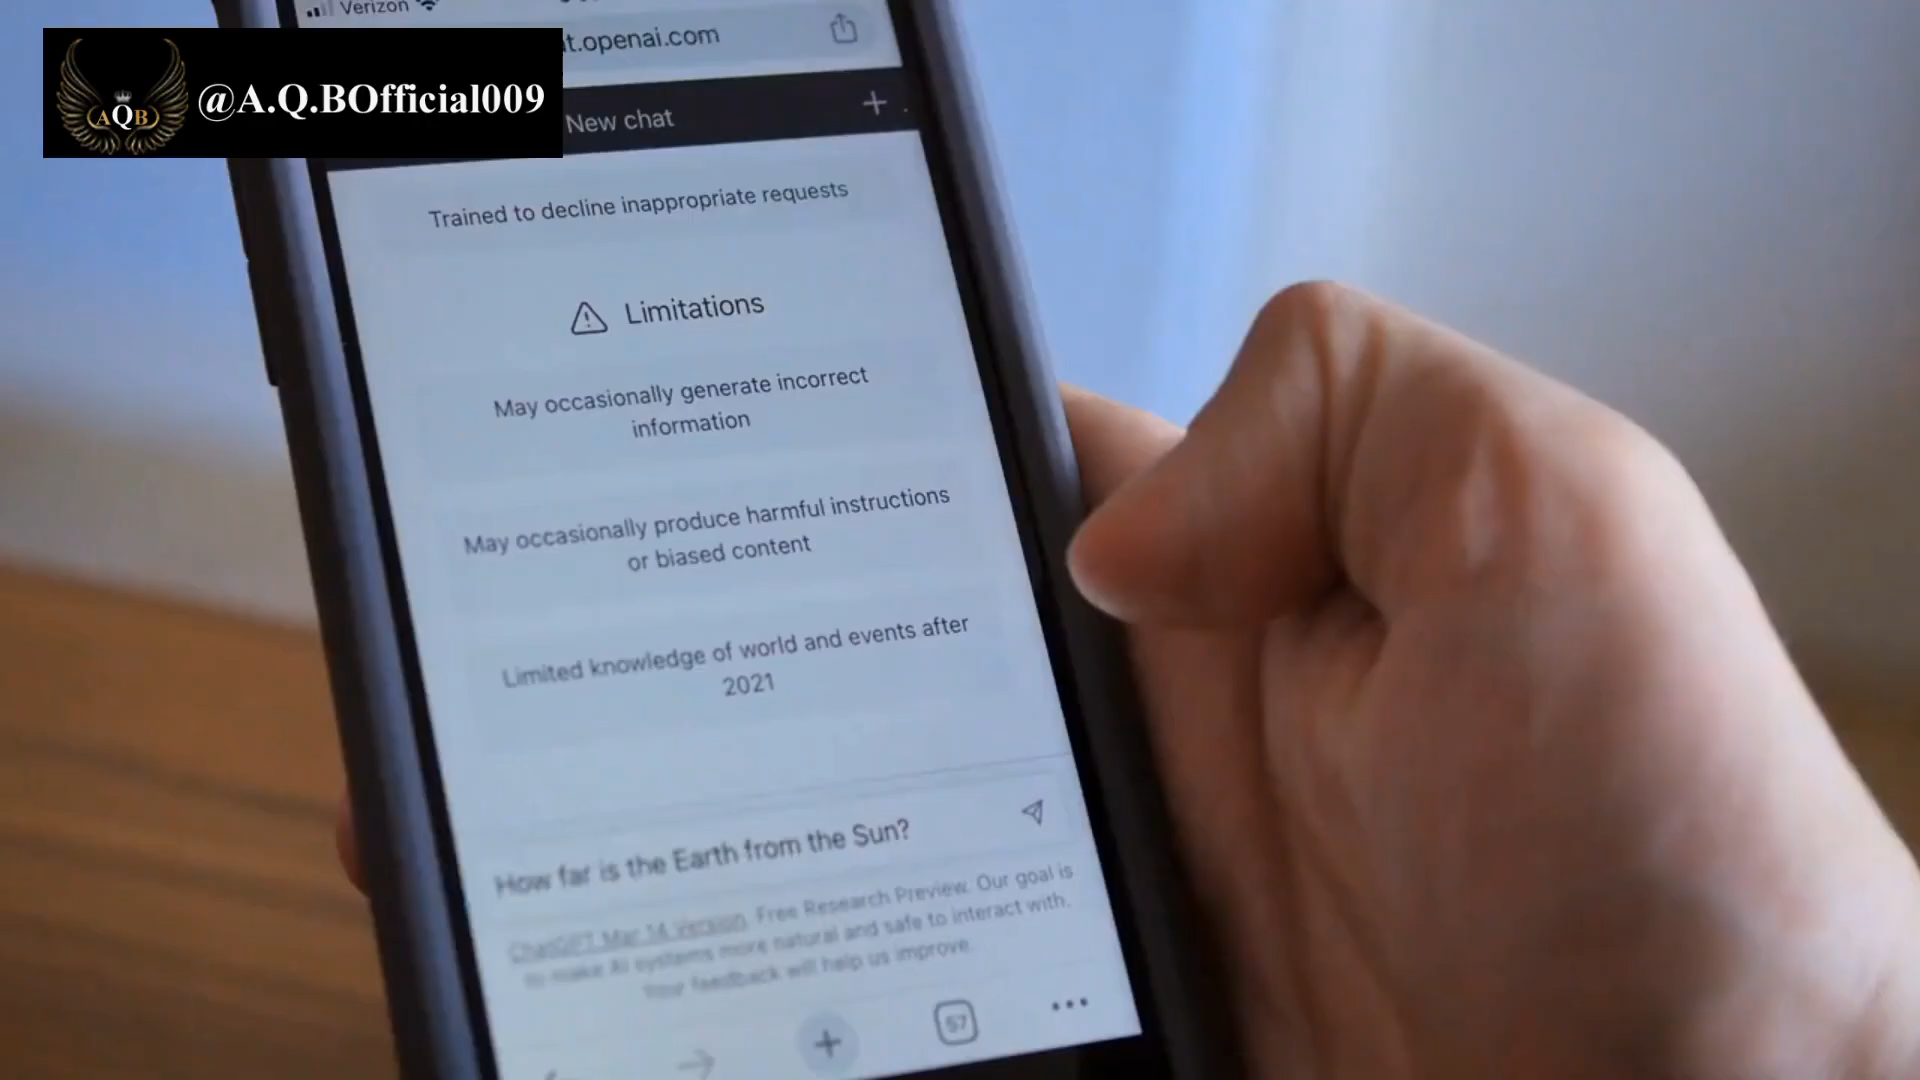 Verizon
t.openai.com
AQB
@A.Q.BOfficial009
New chat
Trained to decline inappropriate requests
Limitations
May occasionally generate incorrect
information
May occasionally produce harmful instructions
or biased content
Limited knowledge of world and events after
2021
How far is the Earth from the Sun?
ChatGPT Mar 14 Version. Free Research Preview. Our goal is
to make AI systems more natural and safe to interact with.
Your feedback will help us improve.
57